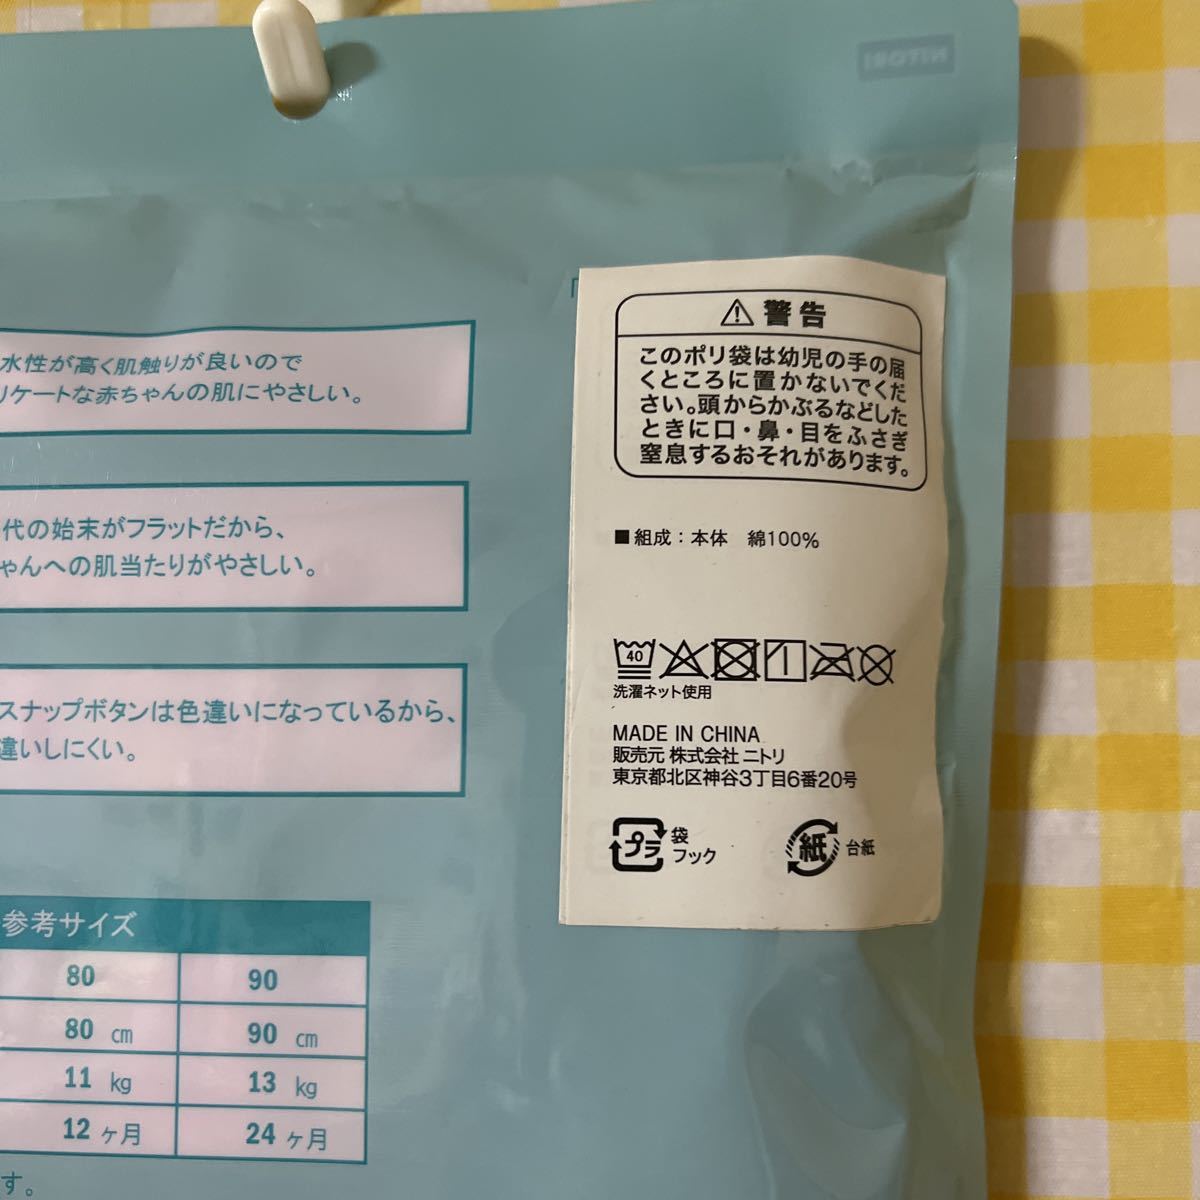 水性が高く肌触りが良いので
リケートな赤ちゃんの肌にやさしい。
代の始末がフラットだから、
ゃんへの肌当たりがやさしい。
スナップボタンは色違いになっているから、
違いしにくい。
参考サイズ
80 90
80 cm 90 cm
11 kg 13 kg
12 ヶ月 24 ヶ月
す。
警告
このポリ袋は幼児の手の届
くところに置かないでくだ
さい。頭からかぶるなどした
ときに口・鼻・目をふさぎ
窒息するおそれがあります。
■組成：本体 綿100%
40
洗濯ネット使用
MADE IN CHINA
販売元 株式会社 ニトリ
東京都北区神谷3丁目6番20号
プラ 袋
フック
紙 台紙